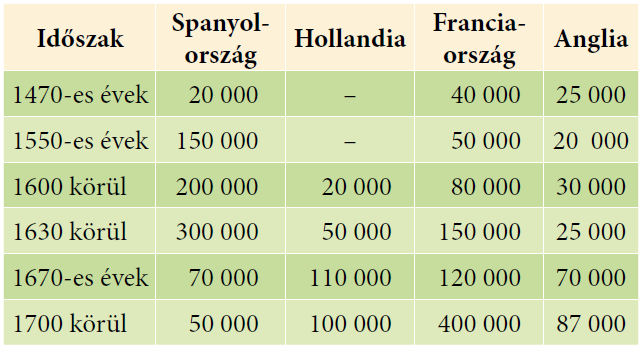 Időszak Spanyol-ország Hollandia Francia-ország Anglia
1470-es évek 20 000 – 40 000 25 000
1550-es évek 150 000 – 50 000 20 000
1600 körül 200 000 20 000 80 000 30 000
1630 körül 300 000 50 000 150 000 25 000
1670-es évek 70 000 110 000 120 000 70 000
1700 körül 50 000 100 000 400 000 87 000